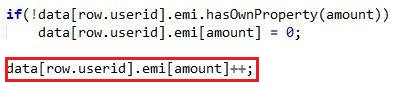 if(!data[row.userid].emi.hasOwnProperty(amount))
    data[row.userid].emi[amount] = 0;
data[row.userid].emi[amount]++;